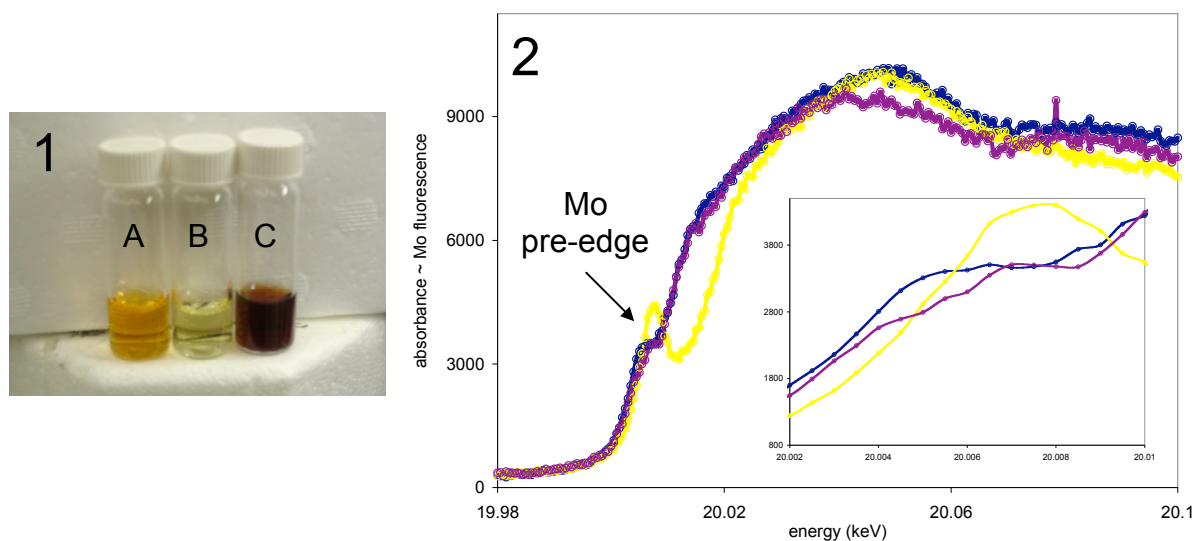 1
A B C
2
absorbance ~ Mo fluorescence
9000
6000
3000
0
Mo
pre-edge
3800
2800
1800
800
20.002 20.004 20.006 20.008 20.01
19.98 20.02 20.06 20.1
energy (keV)